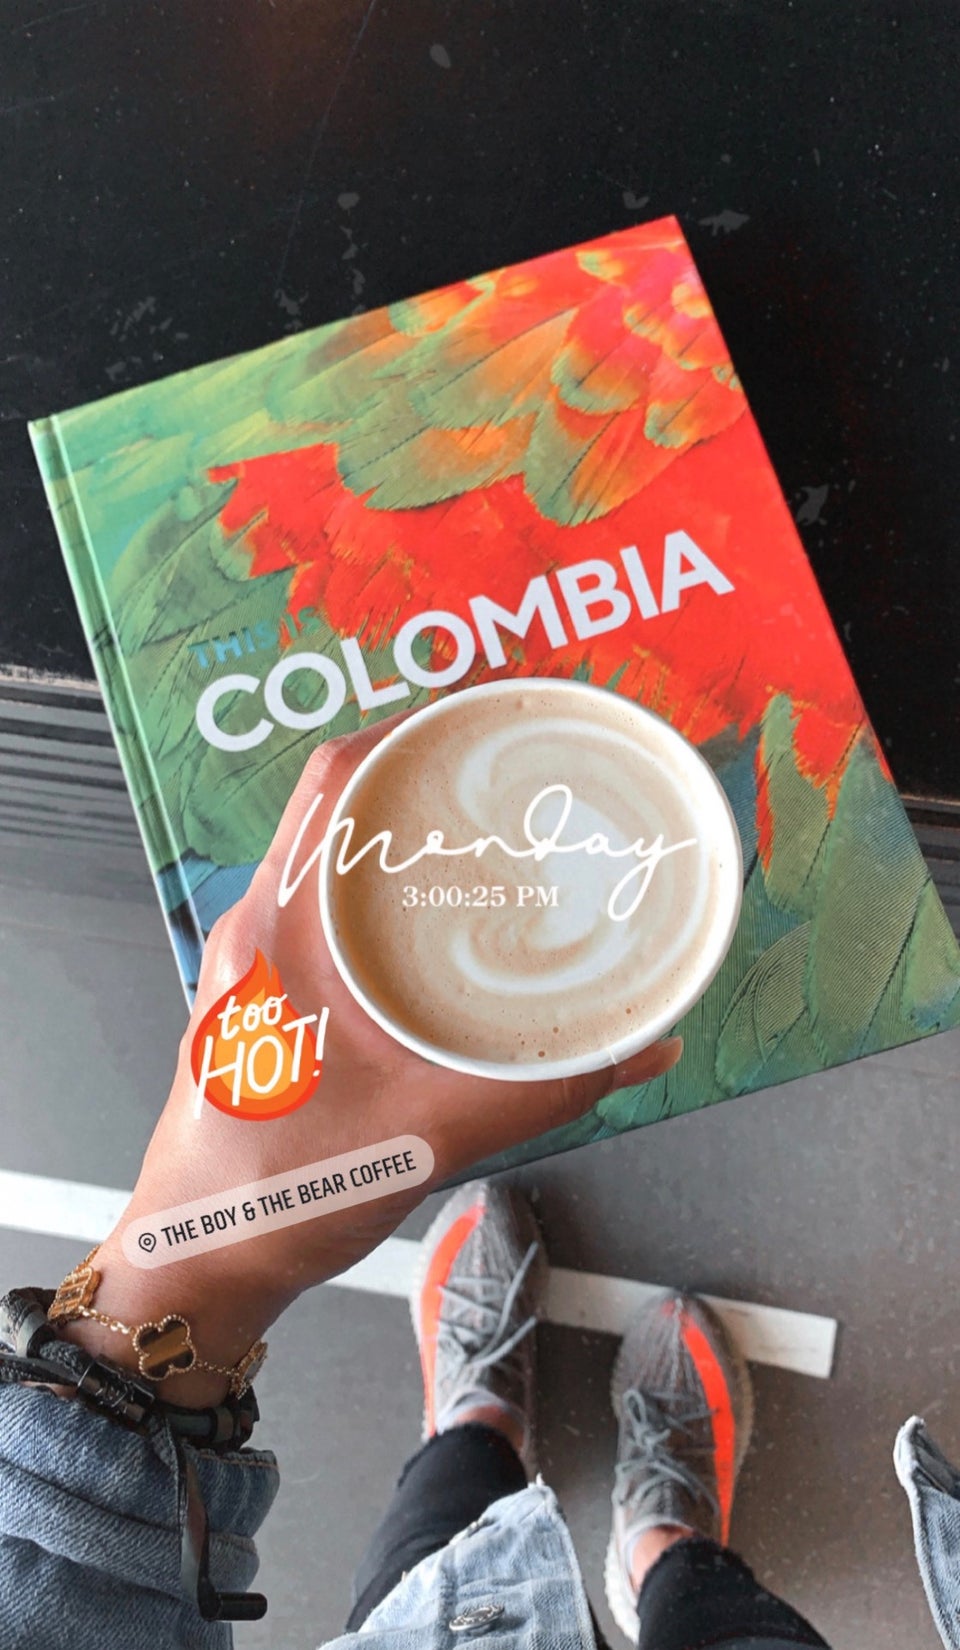 THIS IS
COLOMBIA
Monday
3:00:25 PM
too
HOT!
THE BOY & THE BEAR COFFEE